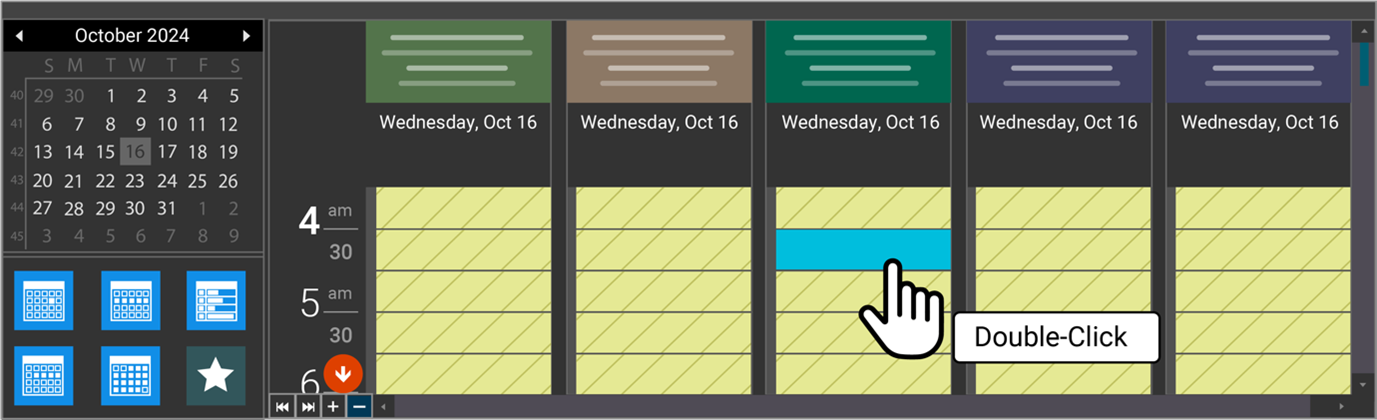 October 2024
S M T W T F S
40 29 30 1 2 3 4 5
41 6 7 8 9 10 11 12
42 13 14 15 16 17 18 19
43 20 21 22 23 24 25 26
44 27 28 29 30 31 1 2
45 3 4 5 6 7 8 9
Wednesday, Oct 16 Wednesday, Oct 16 Wednesday, Oct 16 Wednesday, Oct 16 Wednesday, Oct 16
4 am
30
5 am
30
6
Double-Click